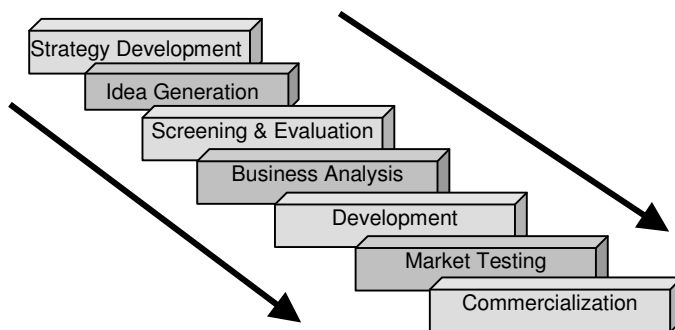 Strategy Development
Idea Generation
Screening & Evaluation
Business Analysis
Development
Market Testing
Commercialization